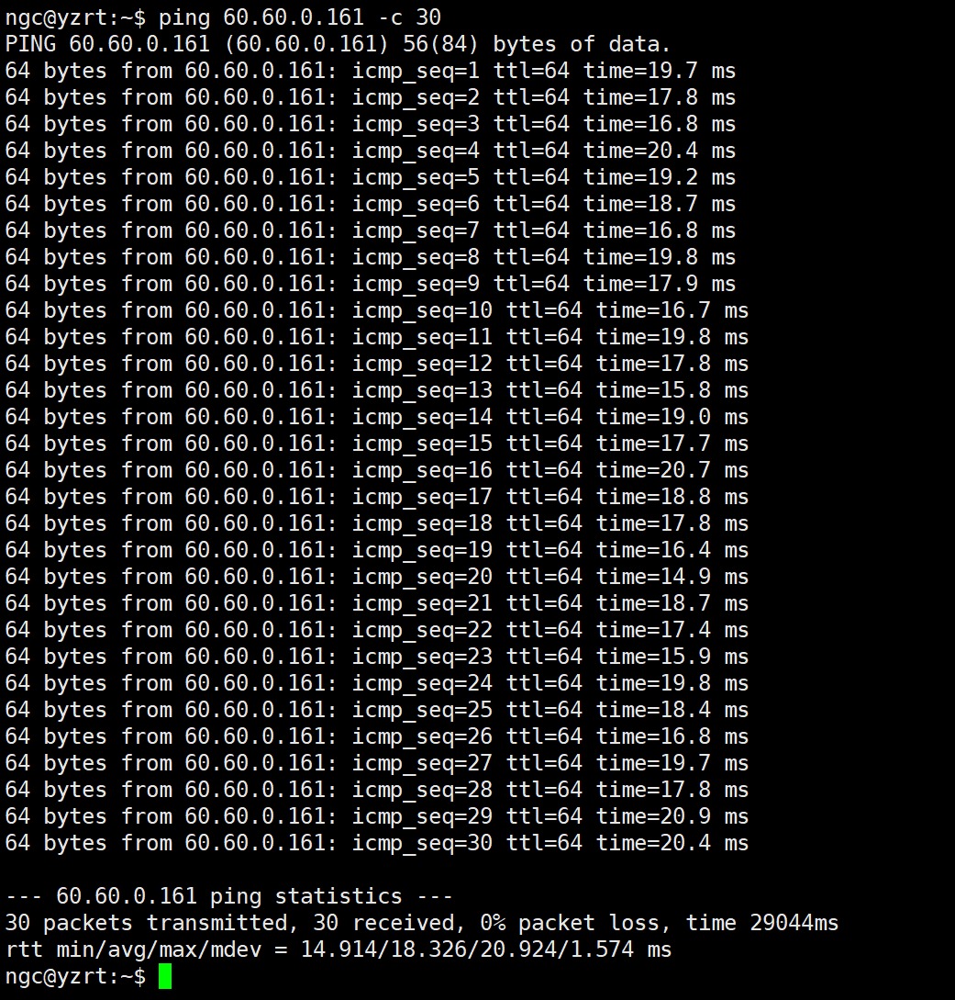 ngc@yzrt:~$ ping 60.60.0.161 -c 30
PING 60.60.0.161 (60.60.0.161) 56(84) bytes of data.
64 bytes from 60.60.0.161: icmp_seq=1 ttl=64 time=19.7 ms
64 bytes from 60.60.0.161: icmp_seq=2 ttl=64 time=17.8 ms
64 bytes from 60.60.0.161: icmp_seq=3 ttl=64 time=16.8 ms
64 bytes from 60.60.0.161: icmp_seq=4 ttl=64 time=20.4 ms
64 bytes from 60.60.0.161: icmp_seq=5 ttl=64 time=19.2 ms
64 bytes from 60.60.0.161: icmp_seq=6 ttl=64 time=18.7 ms
64 bytes from 60.60.0.161: icmp_seq=7 ttl=64 time=16.8 ms
64 bytes from 60.60.0.161: icmp_seq=8 ttl=64 time=19.8 ms
64 bytes from 60.60.0.161: icmp_seq=9 ttl=64 time=17.9 ms
64 bytes from 60.60.0.161: icmp_seq=10 ttl=64 time=16.7 ms
64 bytes from 60.60.0.161: icmp_seq=11 ttl=64 time=19.8 ms
64 bytes from 60.60.0.161: icmp_seq=12 ttl=64 time=17.8 ms
64 bytes from 60.60.0.161: icmp_seq=13 ttl=64 time=15.8 ms
64 bytes from 60.60.0.161: icmp_seq=14 ttl=64 time=19.0 ms
64 bytes from 60.60.0.161: icmp_seq=15 ttl=64 time=17.7 ms
64 bytes from 60.60.0.161: icmp_seq=16 ttl=64 time=20.7 ms
64 bytes from 60.60.0.161: icmp_seq=17 ttl=64 time=18.8 ms
64 bytes from 60.60.0.161: icmp_seq=18 ttl=64 time=17.8 ms
64 bytes from 60.60.0.161: icmp_seq=19 ttl=64 time=16.4 ms
64 bytes from 60.60.0.161: icmp_seq=20 ttl=64 time=14.9 ms
64 bytes from 60.60.0.161: icmp_seq=21 ttl=64 time=18.7 ms
64 bytes from 60.60.0.161: icmp_seq=22 ttl=64 time=17.4 ms
64 bytes from 60.60.0.161: icmp_seq=23 ttl=64 time=15.9 ms
64 bytes from 60.60.0.161: icmp_seq=24 ttl=64 time=19.8 ms
64 bytes from 60.60.0.161: icmp_seq=25 ttl=64 time=18.4 ms
64 bytes from 60.60.0.161: icmp_seq=26 ttl=64 time=16.8 ms
64 bytes from 60.60.0.161: icmp_seq=27 ttl=64 time=19.7 ms
64 bytes from 60.60.0.161: icmp_seq=28 ttl=64 time=17.8 ms
64 bytes from 60.60.0.161: icmp_seq=29 ttl=64 time=20.9 ms
64 bytes from 60.60.0.161: icmp_seq=30 ttl=64 time=20.4 ms
--- 60.60.0.161 ping statistics ---
30 packets transmitted, 30 received, 0% packet loss, time 29044ms
rtt min/avg/max/mdev = 14.914/18.326/20.924/1.574 ms
ngc@yzrt:~$